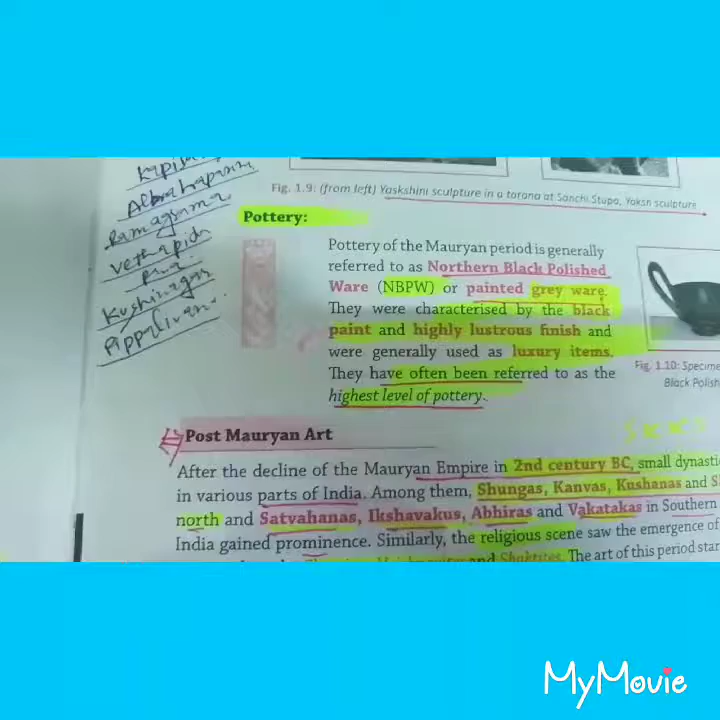 Kapil
Ramagrama
Vethapida
Kushinagar
Pippalivana.
Fig. 1.9: (from left) Yaskshini sculpture in a torana at Sanchi Stupa, Yaksh sculpture
Pottery:
Pottery of the Mauryan period is generally
referred to as Northern Black Polished
Ware (NBPW) or painted grey ware.
They were characterised by the black
paint and highly lustrous finish and
were generally used as luxury items.
They have often been referred to as the
highest level of pottery.
Fig. 1.10: Specime
Black Polish
Post Mauryan Art
After the decline of the Mauryan Empire in 2nd century BC, small dynasti
in various parts of India. Among them, Shungas, Kanvas, Kushanas and S
north and Satvahanas, Ikshavakus, Abhiras and Vakatakas in Southern
India gained prominence. Similarly, the religious scene saw the emergence of
and Shaktites. The art of this period star
MyMovie